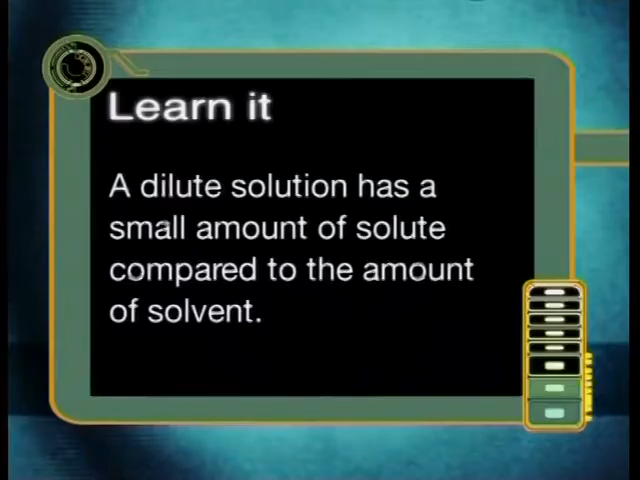 Learn it
A dilute solution has a
small amount of solute
compared to the amount
of solvent.